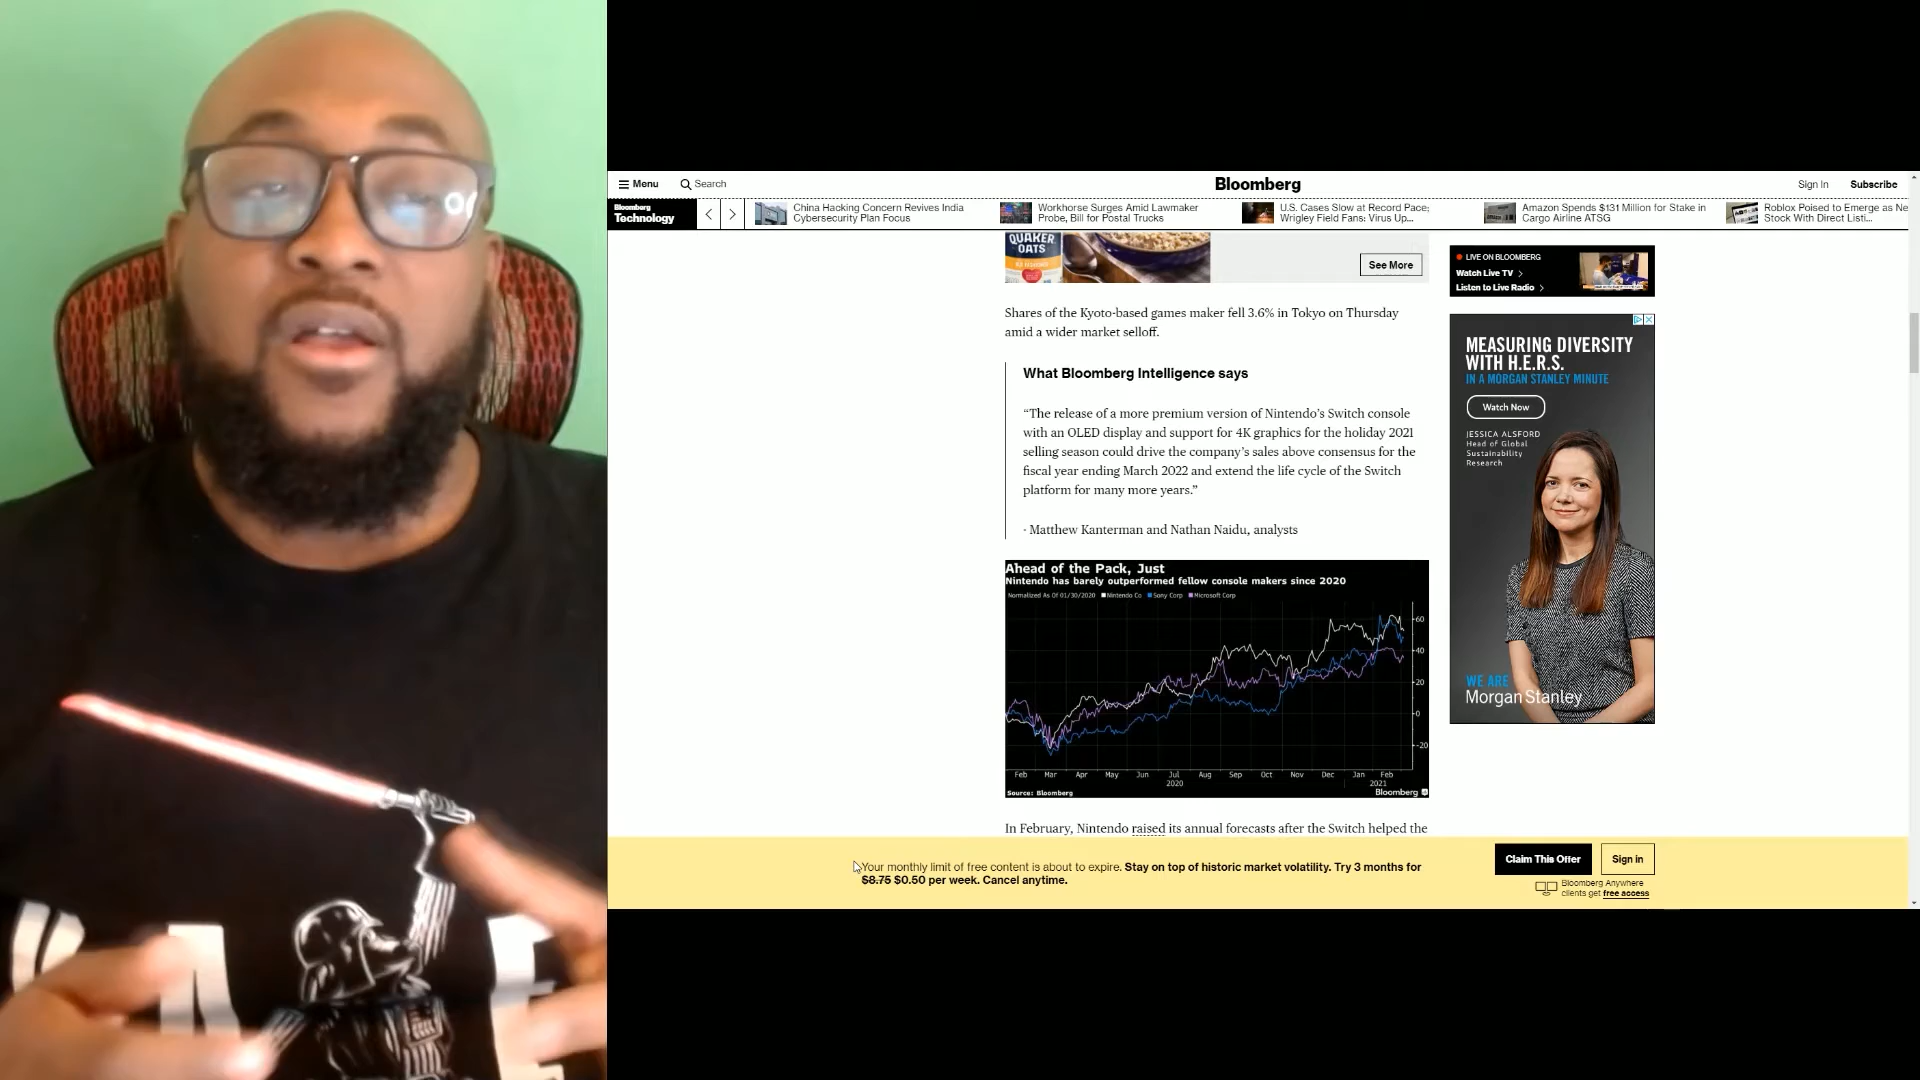 Menu
Search
Bloomberg
Sign In
Subscribe
Bloomberg
Technology
China Hacking Concern Revives India
Cybersecurity Plan Focus
Workhorse Surges Amid Lawmaker
Probe, Bill for Postal Trucks
U.S. Cases Slow at Record Pace;
Wrigley Field Fans: Virus Up...
Amazon Spends $131 Million for Stake in
Cargo Airline ATSG
Roblox Poised to Emerge as Ne
Stock With Direct Listi...
QUAKER
OATS
See More
LIVE ON BLOOMBERG
Watch Live TV
Listen to Live Radio
Shares of the Kyoto-based games maker fell 3.6% in Tokyo on Thursday
amid a wider market selloff.
What Bloomberg Intelligence says
“The release of a more premium version of Nintendo’s Switch console
with an OLED display and support for 4K graphics for the holiday 2021
selling season could drive the company’s sales above consensus for the
fiscal year ending March 2022 and extend the life cycle of the Switch
platform for many more years.”
- Matthew Kanterman and Nathan Naidu, analysts
MEASURING DIVERSITY
WITH H.E.R.S.
IN A MORGAN STANLEY MINUTE
Watch Now
JESSICA ALSFORD
Head of Global
Sustainability
Research
WE ARE
Morgan Stanley
Ahead of the Pack, Just
Nintendo has barely outperformed fellow console makers since 2020
Normalized As Of 01/30/2020 Nintendo Co Sony Corp Microsoft Corp
60
40
20
0
-20
Feb Mar Apr May Jun Jul Aug Sep Oct Nov Dec Jan Feb
2020 2021
Source: Bloomberg
Bloomberg
In February, Nintendo raised its annual forecasts after the Switch helped the
Your monthly limit of free content is about to expire. Stay on top of historic market volatility. Try 3 months for
$8.75 $0.50 per week. Cancel anytime.
Claim This Offer
Sign in
Bloomberg Anywhere
clients get free access